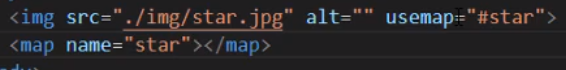 <img src="./img/star.jpg" alt="" usemap="#star">
<map name="star"></map>